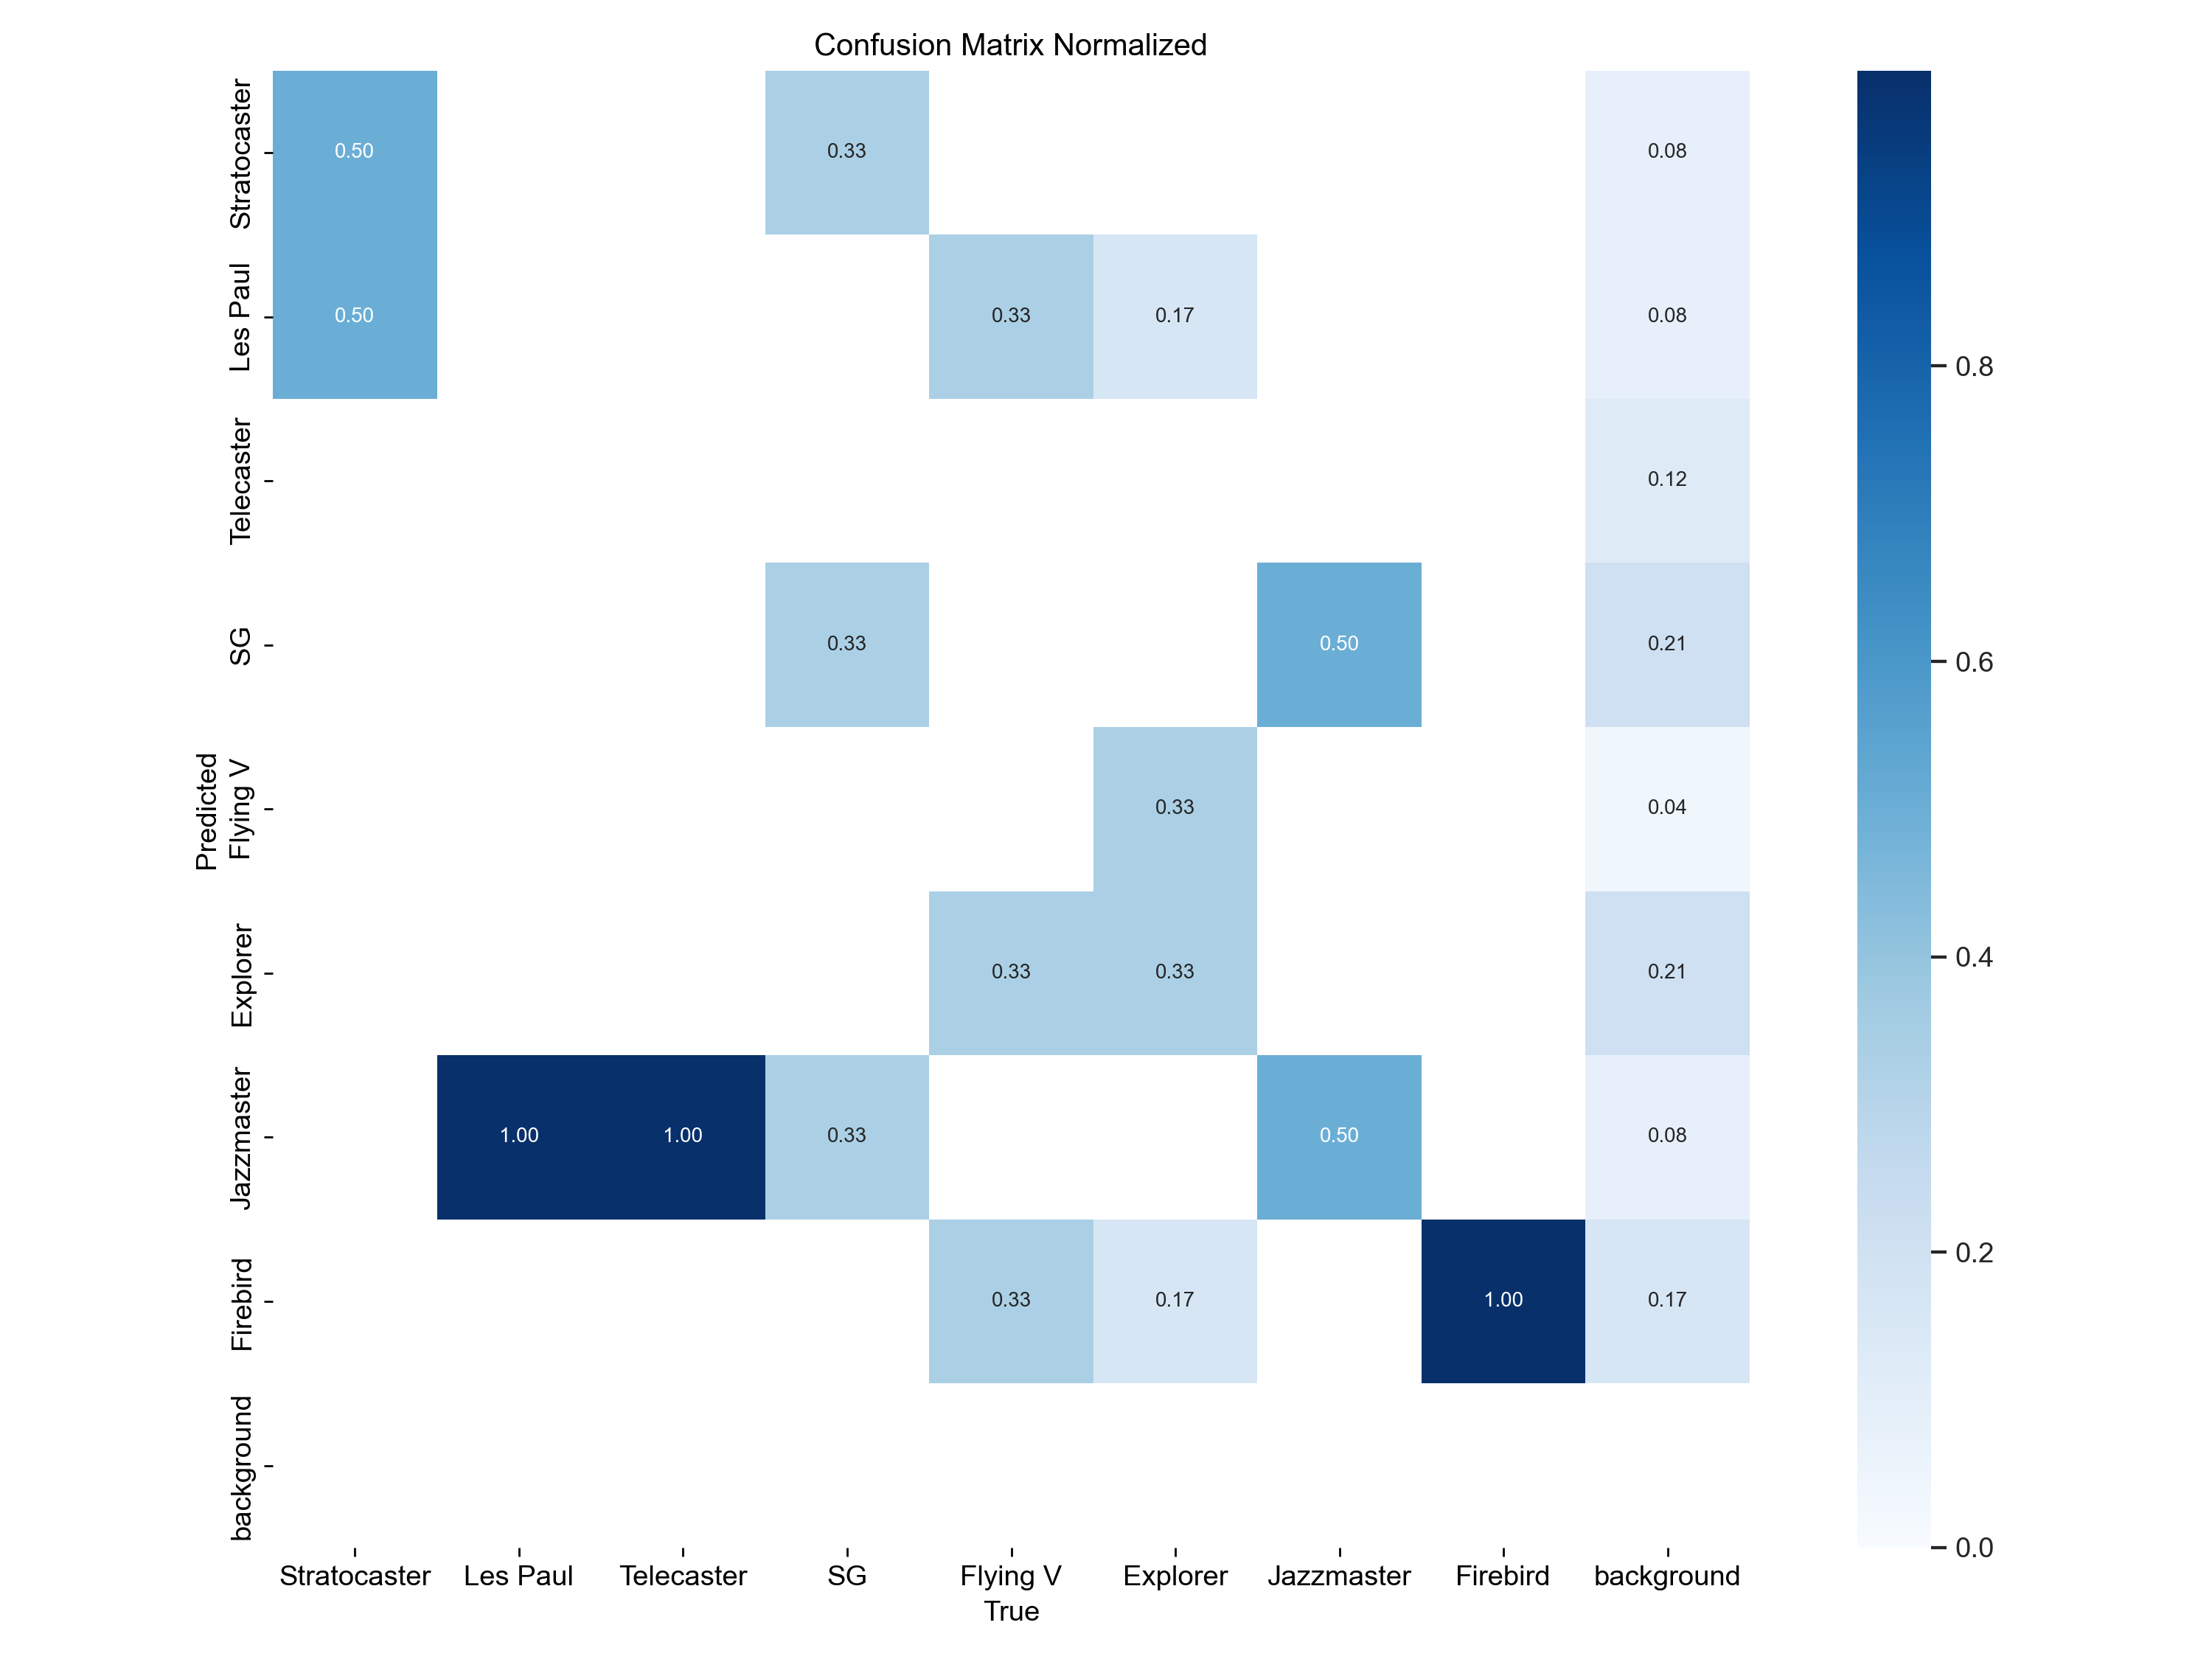 Confusion Matrix Normalized
Stratocaster
0.50
0.33
0.08
Les Paul
0.50
0.33
0.17
0.08
Telecaster
0.12
SG
0.33
0.50
0.21
Predicted
Flying V
0.33
0.04
Explorer
0.33
0.33
0.21
Jazzmaster
1.00
1.00
0.33
0.50
0.08
Firebird
0.33
0.17
1.00
0.17
background
Stratocaster
Les Paul
Telecaster
SG
Flying V
Explorer
Jazzmaster
Firebird
background
True
0.8
0.6
0.4
0.2
0.0